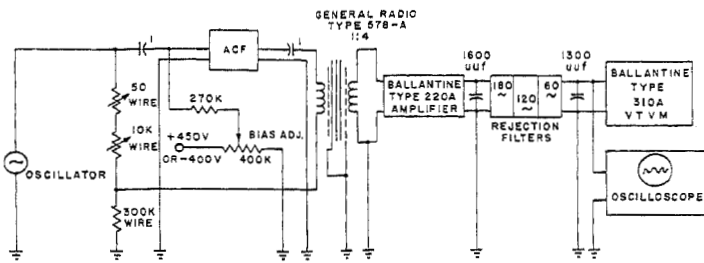 GENERAL RADIO
TYPE 578-A
1:4
1
ACF
1
1600
uuf
1300
uuf
50
WIRE
270K
BALLANTINE
TYPE 220A
AMPLIFIER
180
~
120
~
60
~
BALLANTINE
TYPE
310A
VTVM
10K
WIRE
+450V
OR-400V
BIAS ADJ.
400K
REJECTION
FILTERS
~
OSCILLATOR
300K
WIRE
OSCILLOSCOPE